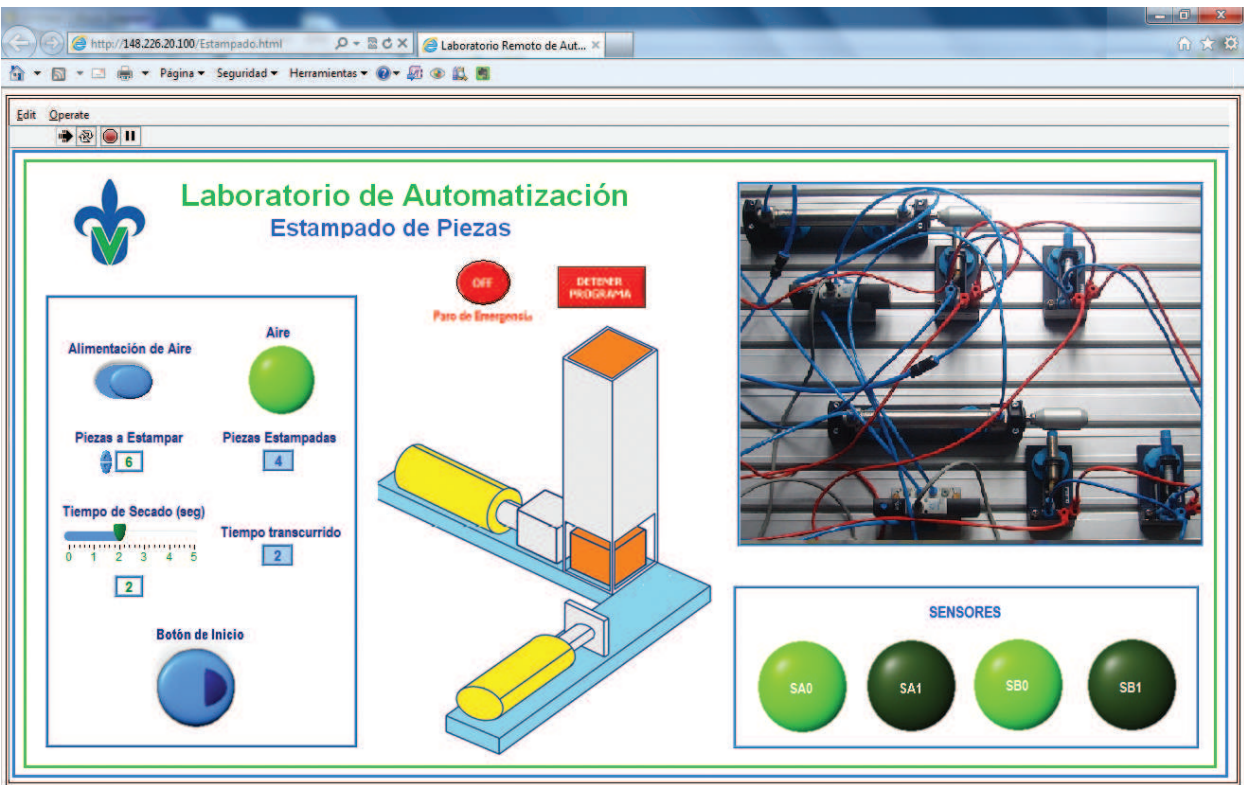 http://148.226.20.100/Estampado.html
Laboratorio Remoto de Aut...
Página Seguridad Herramientas
Edit Operate
Laboratorio de Automatización
Estampado de Piezas
OFF
DETENER
PROGRAMA
Paro de Emergencia
Alimentación de Aire
Aire
Piezas a Estampar
6
Piezas Estampadas
4
Tiempo de Secado (seg)
0 1 2 3 4 5
2
Tiempo transcurrido
2
Botón de Inicio
SENSORES
SA0 SA1 SB0 SB1